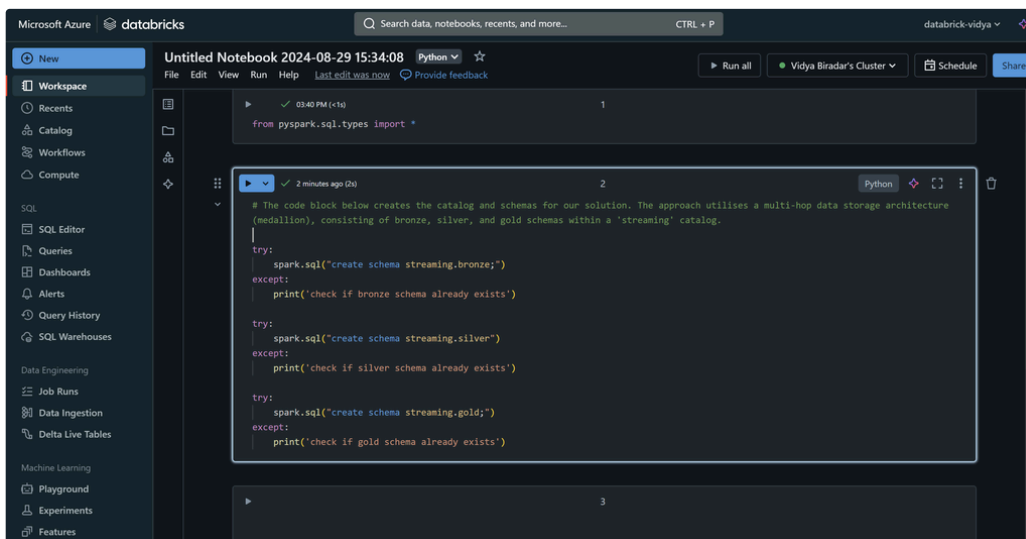 Microsoft Azure databricks Search data, notebooks, recents, and more... CTRL + P databrick-vidya
New
Workspace
Recents
Catalog
Workflows
Compute
SQL
SQL Editor
Queries
Dashboards
Alerts
Query History
SQL Warehouses
Data Engineering
Job Runs
Data Ingestion
Delta Live Tables
Machine Learning
Playground
Experiments
Features
Untitled Notebook 2024-08-29 15:34:08 Python
File Edit View Run Help Last edit was now Provide feedback
Run all Vidya Biradar's Cluster Schedule Share
03:40 PM (<1s) 1
from pyspark.sql.types import *
2 minutes ago (2s) 2 Python
# The code block below creates the catalog and schemas for our solution. The approach utilises a multi-hop data storage architecture
(medallion), consisting of bronze, silver, and gold schemas within a 'streaming' catalog.
try:
    spark.sql("create schema streaming.bronze;")
except:
    print('check if bronze schema already exists')
try:
    spark.sql("create schema streaming.silver")
except:
    print('check if silver schema already exists')
try:
    spark.sql("create schema streaming.gold;")
except:
    print('check if gold schema already exists')
3